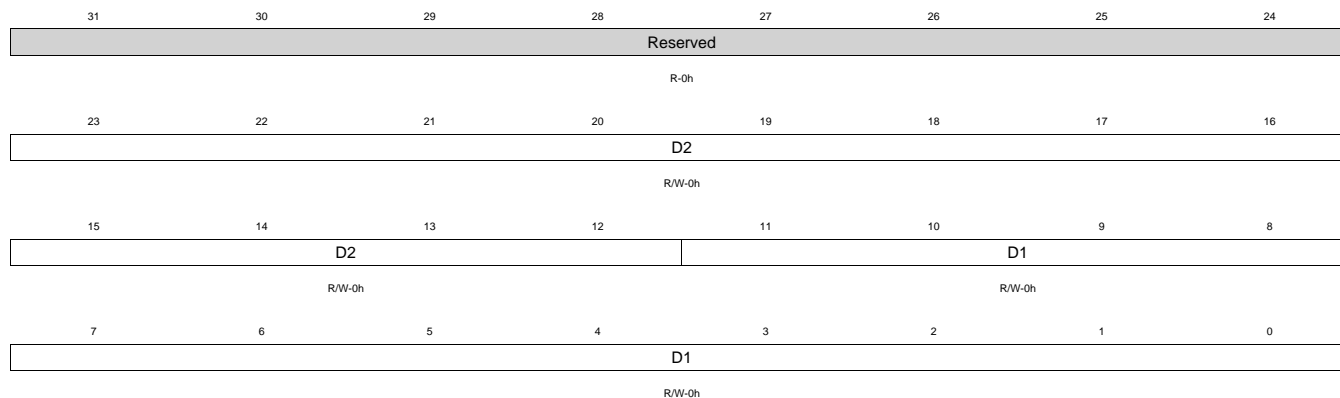 31 30 29 28 27 26 25 24
Reserved
R-0h
23 22 21 20 19 18 17 16
D2
R/W-0h
15 14 13 12 11 10 9 8
D2 D1
R/W-0h R/W-0h
7 6 5 4 3 2 1 0
D1
R/W-0h